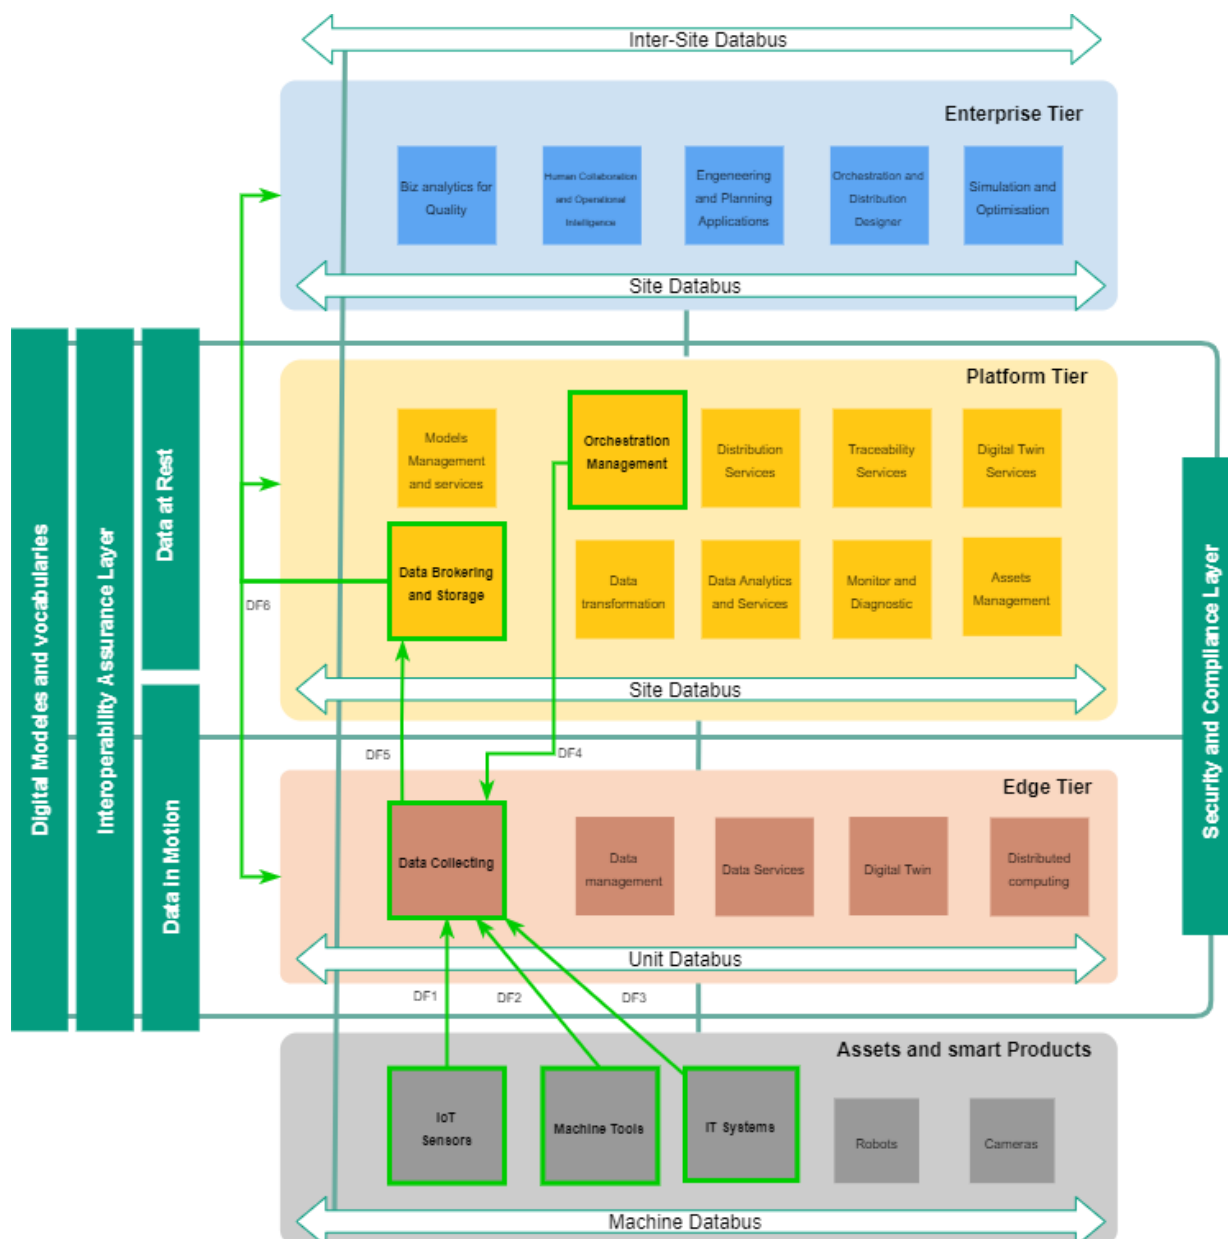 Inter-Site Databus
Enterprise Tier
Biz analytics for
Quality
Human Collaboration
and Operational
Intelligence
Engeneering
and Planning
Applications
Orchestration and
Distribution
Designer
Simulation and
Optimisation
Site Databus
Platform Tier
Models
Management
and services
Orchestration
Management
Distribution
Services
Traceability
Services
Digital Twin
Services
Data Brokering
and Storage
Data
transformation
Data Analytics
and Services
Monitor and
Diagnostic
Assets
Management
Site Databus
DF6
DF5
DF4
Edge Tier
Data Collecting
Data
management
Data Services
Digital Twin
Distributed
computing
Unit Databus
DF1
DF2
DF3
Assets and smart Products
IoT
Sensors
Machine Tools
IT Systems
Robots
Cameras
Machine Databus
Digital Modeles and vocabularies
Interoperability Assurance Layer
Data at Rest
Data in Motion
Security and Compliance Layer